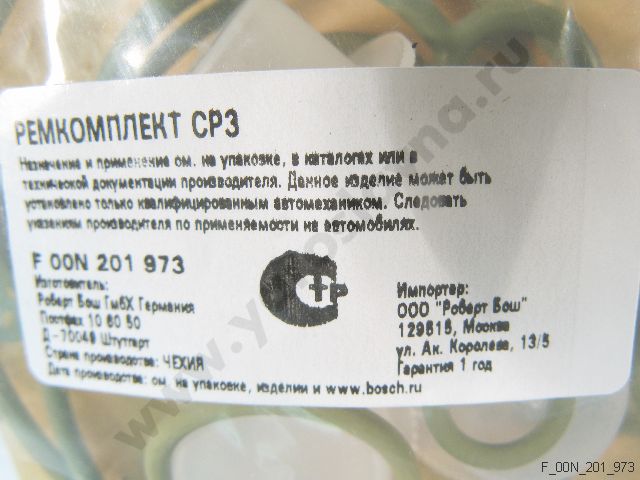 РЕМКОМПЛЕКТ CP3
Назначение и применение см. на упаковке, в каталогах или в
технической документации производителя. Данное изделие может быть
установлено только квалифицированным автомехаником. Следовать
указаниям производителя по применяемости на автомобилях.
F 00N 201 973
Изготовитель:
Роберт Бош ГмбХ Германия
Постфах 10 60 50
Д - 70049 Штутгарт
Страна производства: ЧЕХИЯ
Дата производства: см. на упаковке, изделии и www.bosch.ru
Импортер:
ООО "Роберт Бош"
129515, Москва
ул. Ак. Королева, 13/5
Гарантия 1 год
F_00N_201_973